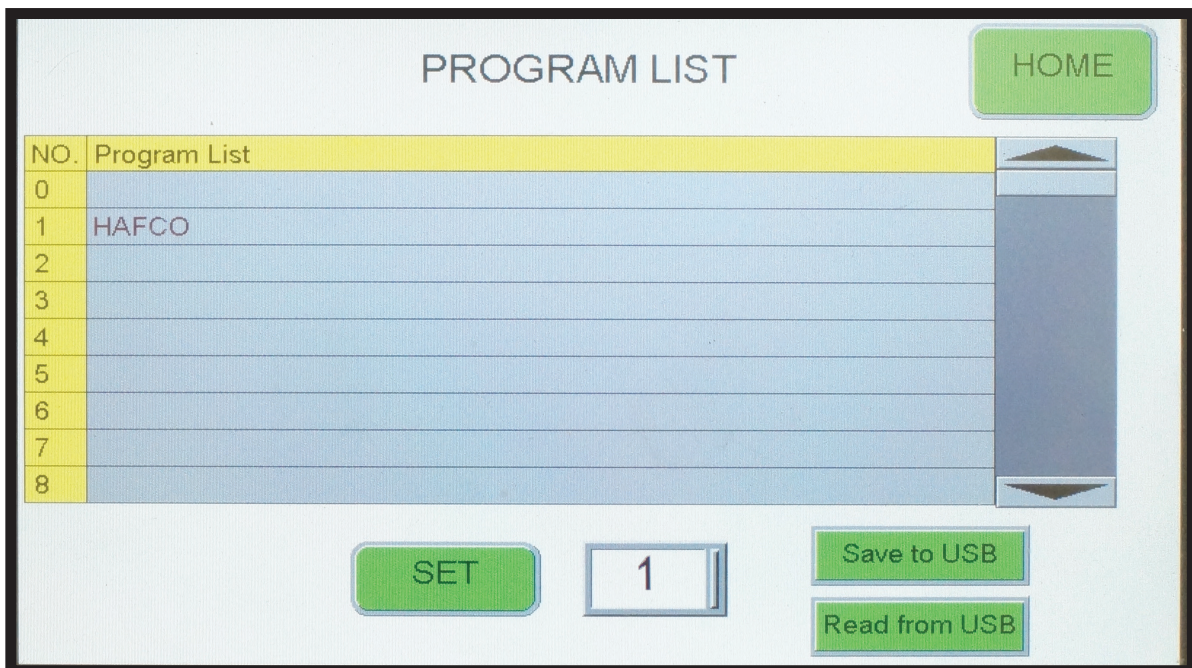 PROGRAM LIST
HOME
NO. Program List
0
1 HAFCO
2
3
4
5
6
7
8
SET
1
Save to USB
Read from USB